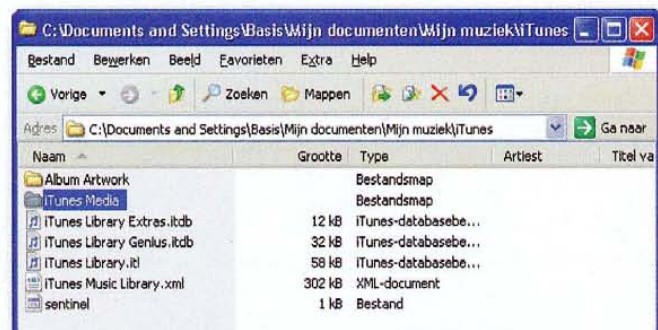 C:\Documents and Settings\Basis\Mijn documenten\Mijn muziek\iTunes
Bestand Bewerken Beeld Favorieten Extra Help
Vorige Zoeken Mappen
Adres C:\Documents and Settings\Basis\Mijn documenten\Mijn muziek\iTunes Ga naar
Naam Grootte Type Artiest Titel va
Album Artwork Bestandsmap
iTunes Media Bestandsmap
iTunes Library Extras.itdb 12 kB iTunes-databasebe...
iTunes Library Genius.itdb 32 kB iTunes-databasebe...
iTunes Library.itl 58 kB iTunes-databasebe...
iTunes Music Library.xml 302 kB XML-document
sentinel 1 kB Bestand